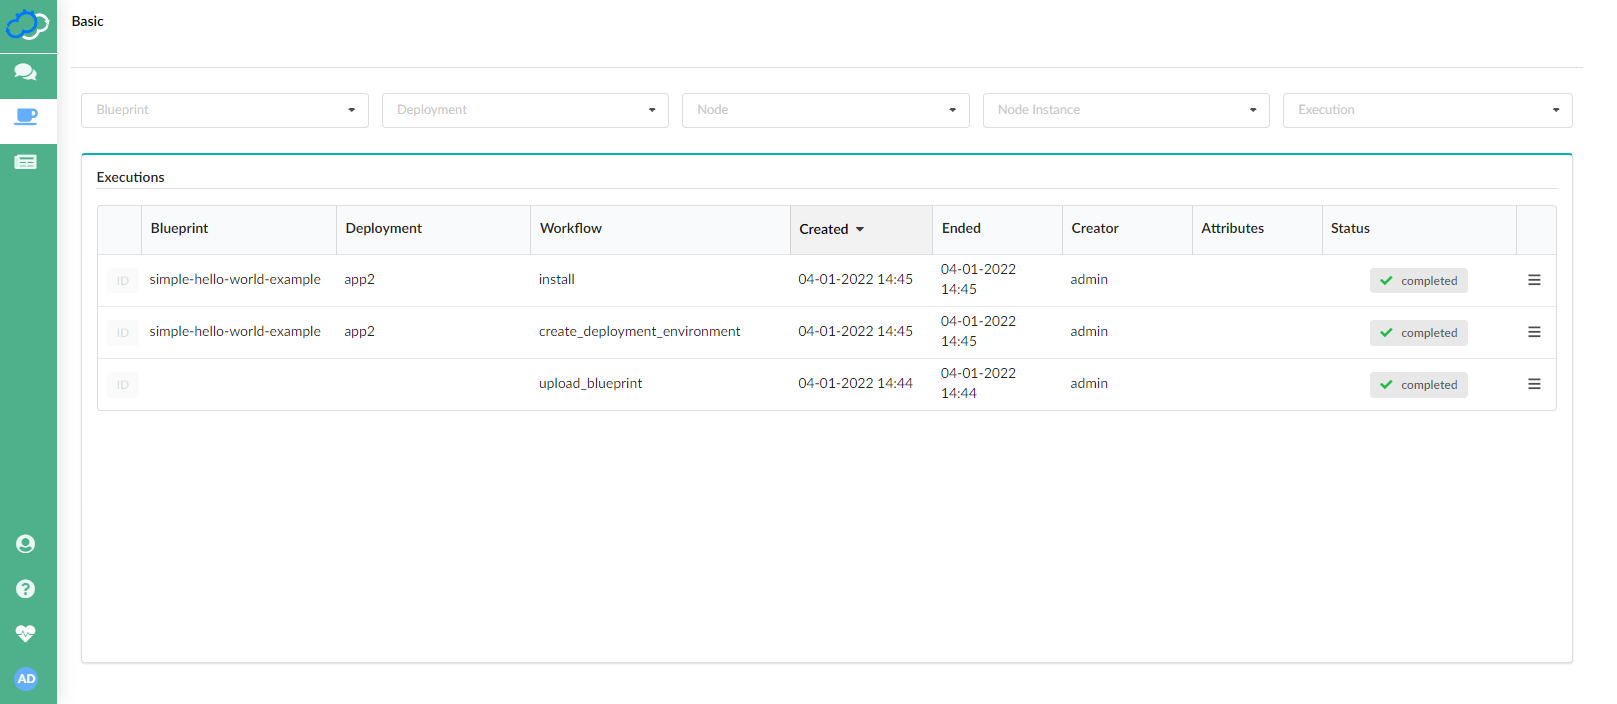 Basic
Blueprint Deployment Node Node Instance Execution
Executions
Blueprint Deployment Workflow Created Ended Creator Attributes Status
ID simple-hello-world-example app2 install 04-01-2022 14:45 04-01-2022 admin completed
14:45
ID simple-hello-world-example app2 create_deployment_environment 04-01-2022 14:45 04-01-2022 admin completed
14:45
ID upload_blueprint 04-01-2022 14:44 04-01-2022 admin completed
14:44
?
AD